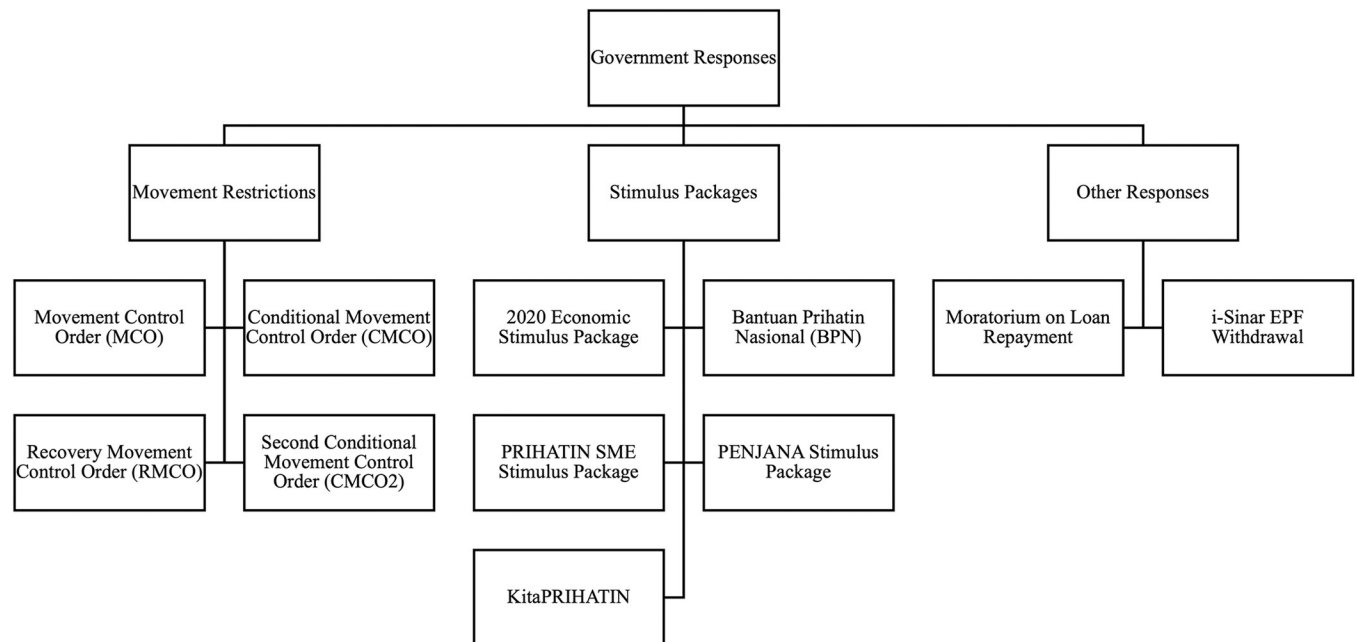 Government Responses
Movement Restrictions
Stimulus Packages
Other Responses
Movement Control
Order (MCO)
Conditional Movement
Control Order (CMCO)
2020 Economic
Stimulus Package
Bantuan Prihatin
Nasional (BPN)
Moratorium on Loan
Repayment
i-Sinar EPF
Withdrawal
Recovery Movement
Control Order (RMCO)
Second Conditional
Movement Control
Order (CMCO2)
PRIHATIN SME
Stimulus Package
PENJANA Stimulus
Package
KitaPRIHATIN